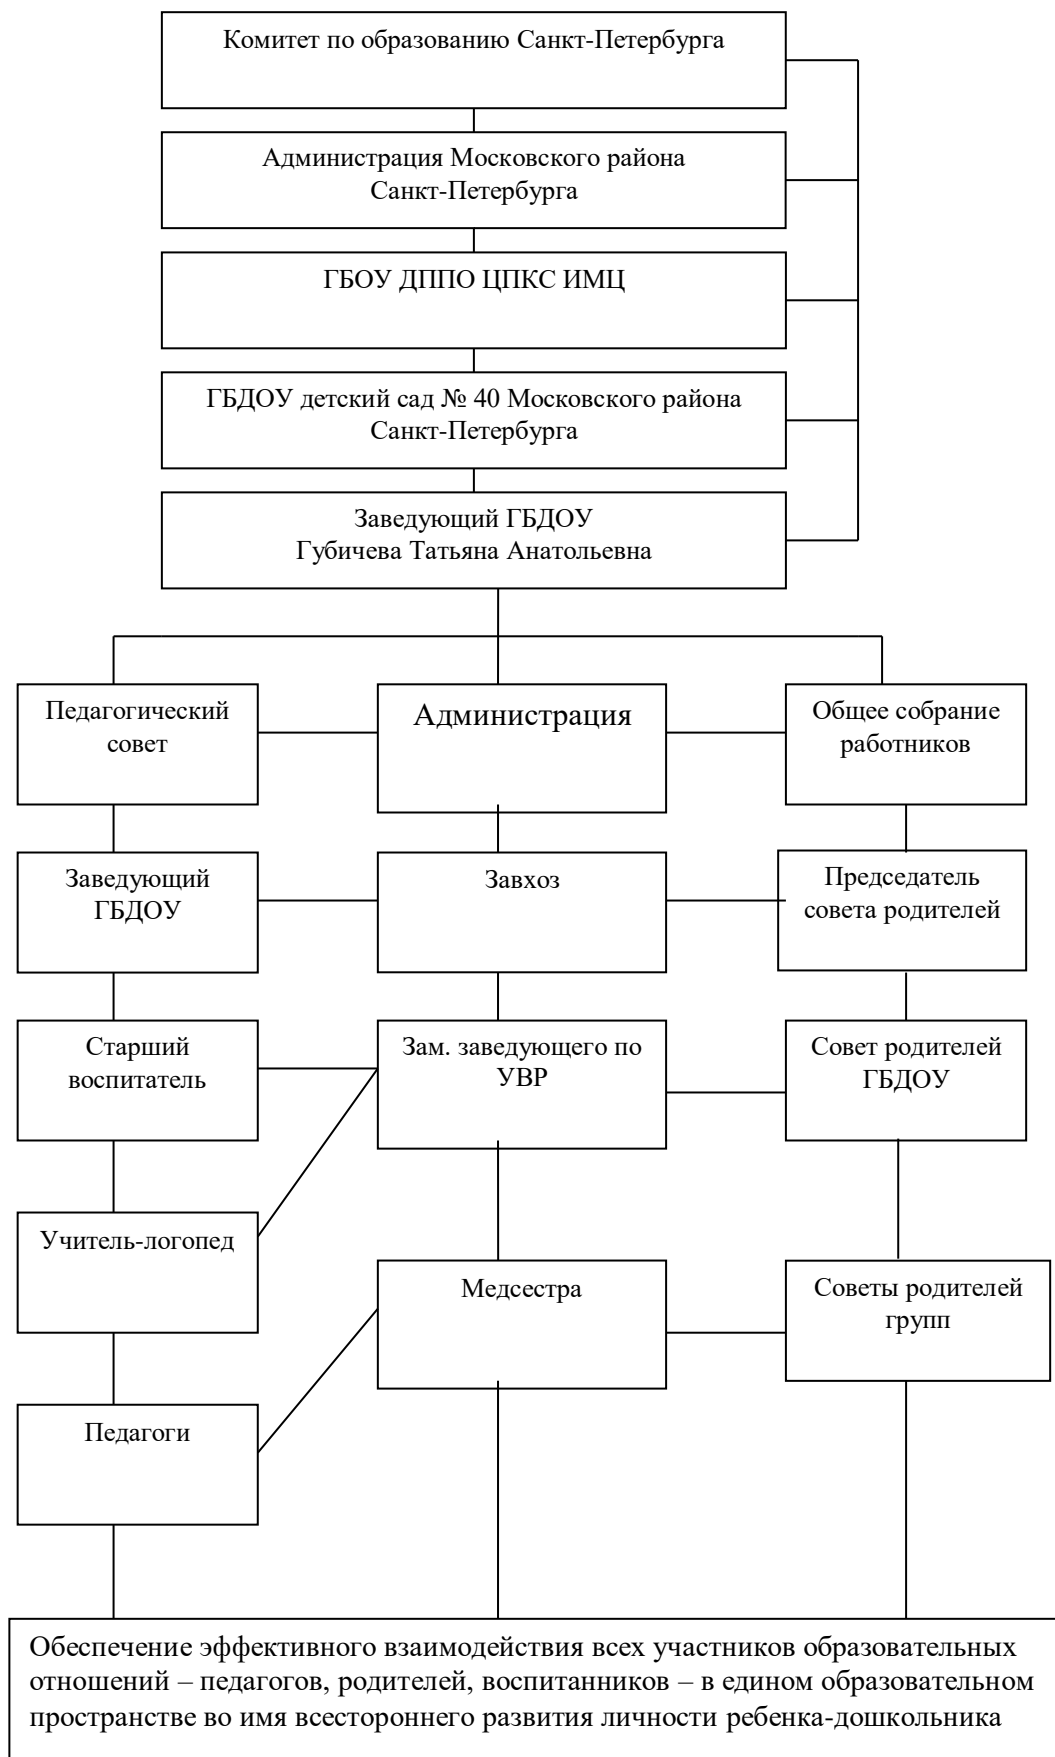 Комитет по образованию Санкт-Петербурга
Администрация Московского района
Санкт-Петербурга
ГБОУ ДППО ЦПКС ИМЦ
ГБДОУ детский сад № 40 Московского района
Санкт-Петербурга
Заведующий ГБДОУ
Губичева Татьяна Анатольевна
Педагогический
совет
Администрация
Общее собрание
работников
Заведующий
ГБДОУ
Завхоз
Председатель
совета родителей
Старший
воспитатель
Зам. заведующего по
УВР
Совет родителей
ГБДОУ
Учитель-логопед
Медсестра
Советы родителей
групп
Педагоги
Обеспечение эффективного взаимодействия всех участников образовательных
отношений – педагогов, родителей, воспитанников – в едином образовательном
пространстве во имя всестороннего развития личности ребенка-дошкольника